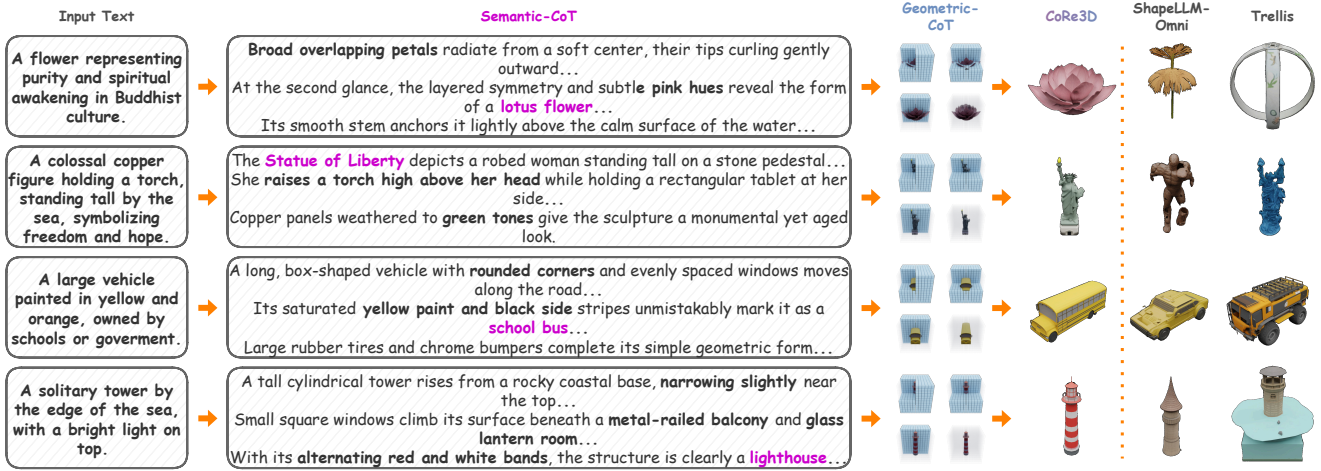 Input Text
Semantic-CoT
Geometric-
CoT
CoRe3D
ShapeLLM-
Omni
Trellis
A flower representing
purity and spiritual
awakening in Buddhist
culture.
Broad overlapping petals radiate from a soft center, their tips curling gently
outward...
At the second glance, the layered symmetry and subtle pink hues reveal the form
of a lotus flower...
Its smooth stem anchors it lightly above the calm surface of the water...
A colossal copper
figure holding a torch,
standing tall by the
sea, symbolizing
freedom and hope.
The Statue of Liberty depicts a robed woman standing tall on a stone pedestal...
She raises a torch high above her head while holding a rectangular tablet at her
side...
Copper panels weathered to green tones give the sculpture a monumental yet aged
look.
A large vehicle
painted in yellow and
orange, owned by
schools or goverment.
A long, box-shaped vehicle with rounded corners and evenly spaced windows moves
along the road...
Its saturated yellow paint and black side stripes unmistakably mark it as a
school bus...
Large rubber tires and chrome bumpers complete its simple geometric form...
A solitary tower by
the edge of the sea,
with a bright light on
top.
A tall cylindrical tower rises from a rocky coastal base, narrowing slightly near
the top...
Small square windows climb its surface beneath a metal-railed balcony and glass
lantern room...
With its alternating red and white bands, the structure is clearly a lighthouse...